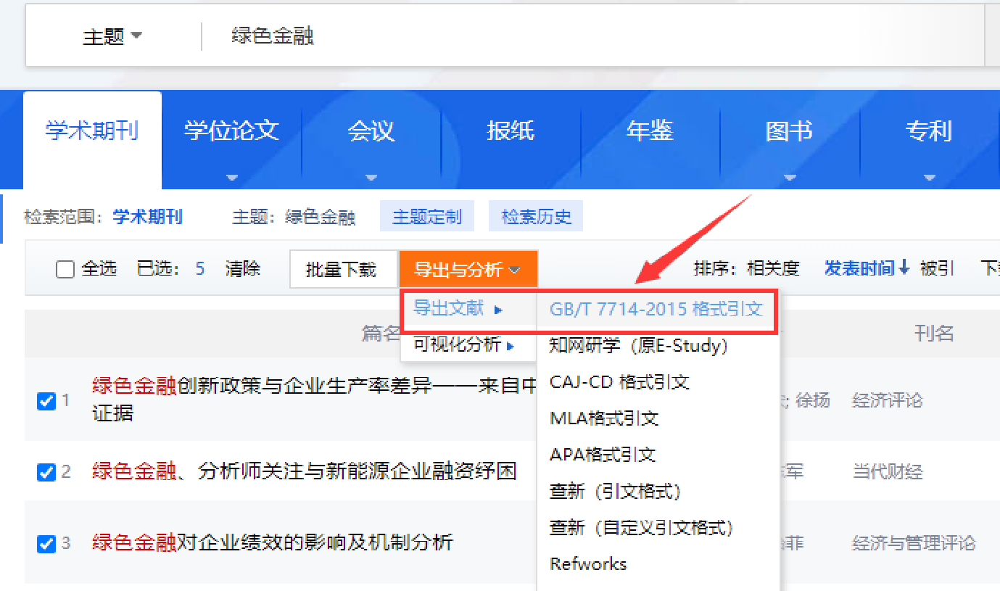 主题 绿色金融
学术期刊 学位论文 会议 报纸 年鉴 图书 专利
检索范围：学术期刊 主题：绿色金融 主题定制 检索历史
全选 已选：5 清除 批量下载 导出与分析 排序：相关度 发表时间 被引
导出文献 GB/T 7714-2015 格式引文
篇名 刊名
可视化分析 知网研学（原E-Study）
CAJ-CD 格式引文
MLA格式引文
APA格式引文
查新（引文格式）
查新（自定义引文格式）
Refworks
1 绿色金融创新政策与企业生产率差异——来自中
证据
; 徐扬 经济评论
2 绿色金融、分析师关注与新能源企业融资纾困 军 当代财经
3 绿色金融对企业绩效的影响及机制分析 菲 经济与管理评论